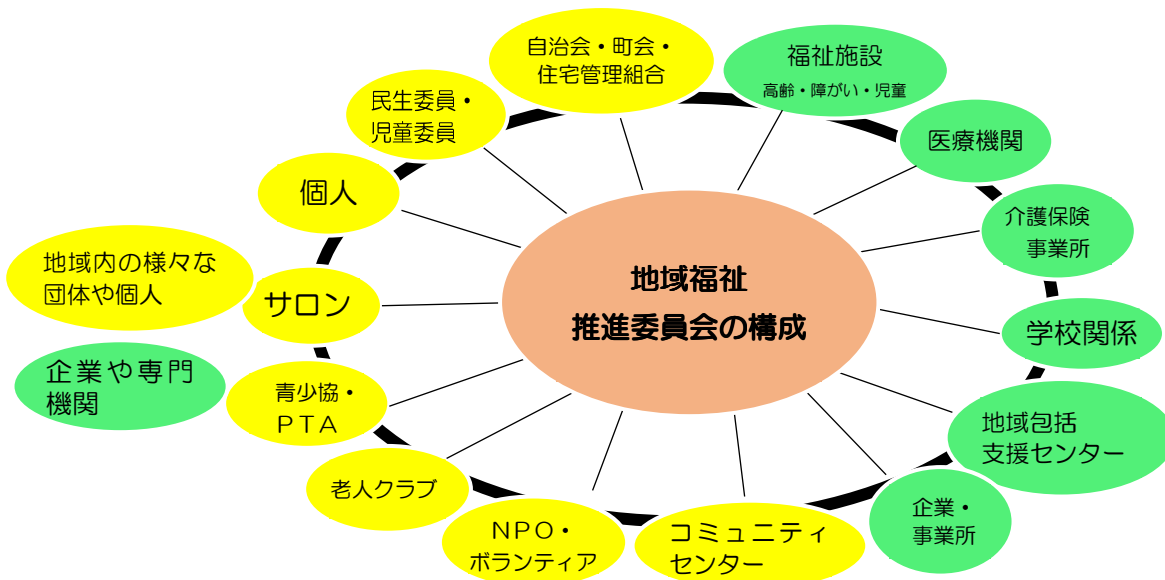 自治会・町会・
住宅管理組合
福祉施設
高齢・障がい・児童
民生委員・
児童委員
医療機関
個人
介護保険
事業所
地域内の様々な
団体や個人
サロン
地域福祉
推進委員会の構成
学校関係
企業や専門
機関
青少協・
ＰＴＡ
地域包括
支援センター
老人クラブ
ＮＰＯ・
ボランティア
コミュニティ
センター
企業・
事業所